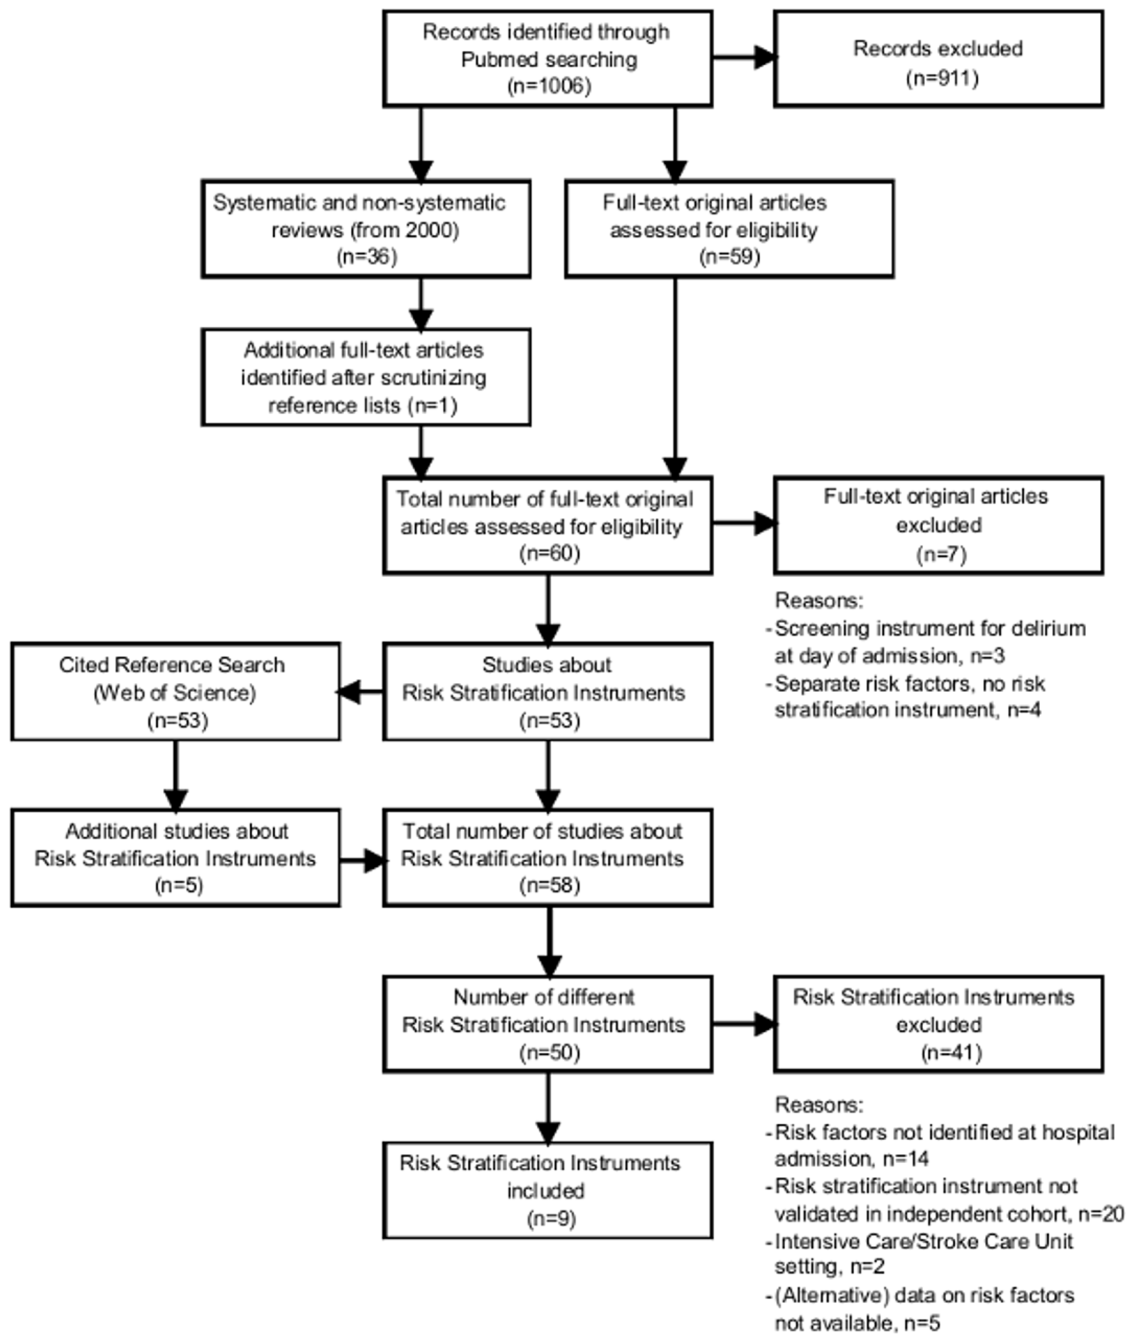 Records identified through
Pubmed searching
(n=1006)
Records excluded
(n=911)
Systematic and non-systematic
reviews (from 2000)
(n=36)
Full-text original articles
assessed for eligibility
(n=59)
Additional full-text articles
identified after scrutinizing
reference lists (n=1)
Total number of full-text original
articles assessed for eligibility
(n=60)
Full-text original articles
excluded
(n=7)
Reasons:
-Screening instrument for delirium
at day of admission, n=3
-Separate risk factors, no risk
stratification instrument, n=4
Cited Reference Search
(Web of Science)
(n=53)
Studies about
Risk Stratification Instruments
(n=53)
Additional studies about
Risk Stratification Instruments
(n=5)
Total number of studies about
Risk Stratification Instruments
(n=58)
Number of different
Risk Stratification Instruments
(n=50)
Risk Stratification Instruments
excluded
(n=41)
Reasons:
-Risk factors not identified at hospital
admission, n=14
-Risk stratification instrument not
validated in independent cohort, n=20
-Intensive Care/Stroke Care Unit
setting, n=2
-(Alternative) data on risk factors
not available, n=5
Risk Stratification Instruments
included
(n=9)